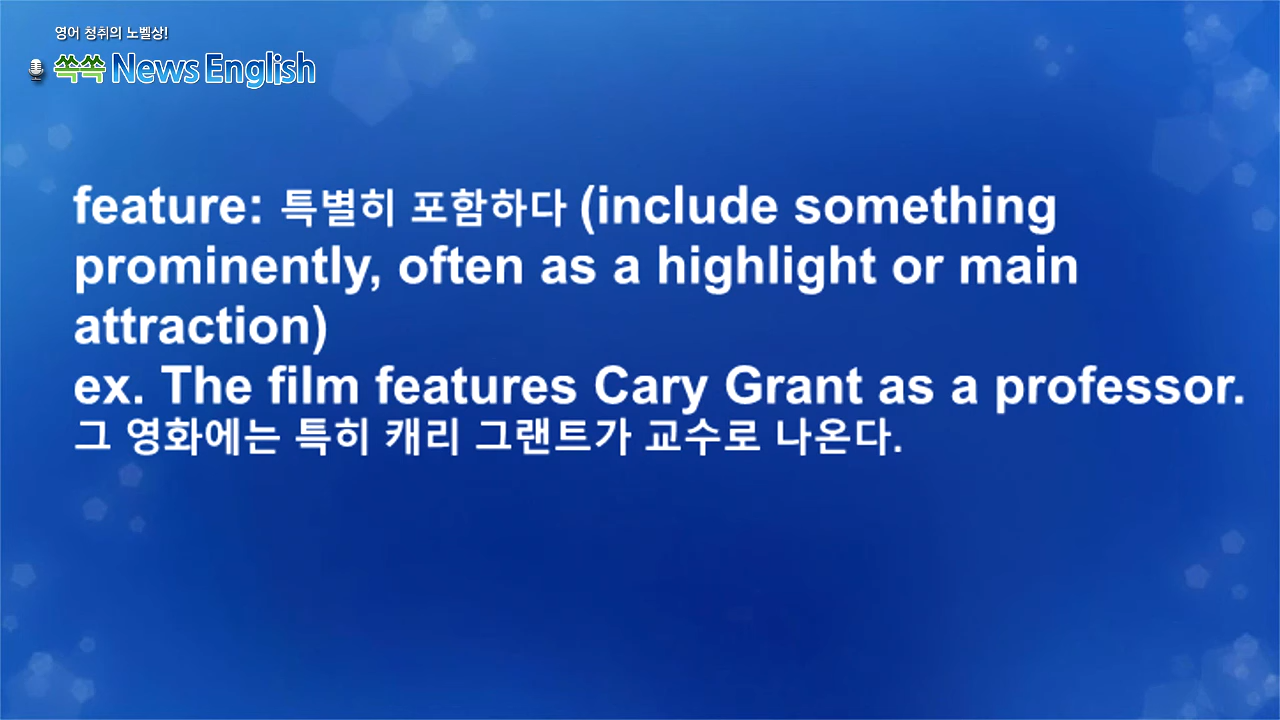 영어 청취의 노벨상!
쏙쏙 News English
feature: 특별히 포함하다 (include something
prominently, often as a highlight or main
attraction)
ex. The film features Cary Grant as a professor.
그 영화에는 특히 캐리 그랜트가 교수로 나온다.